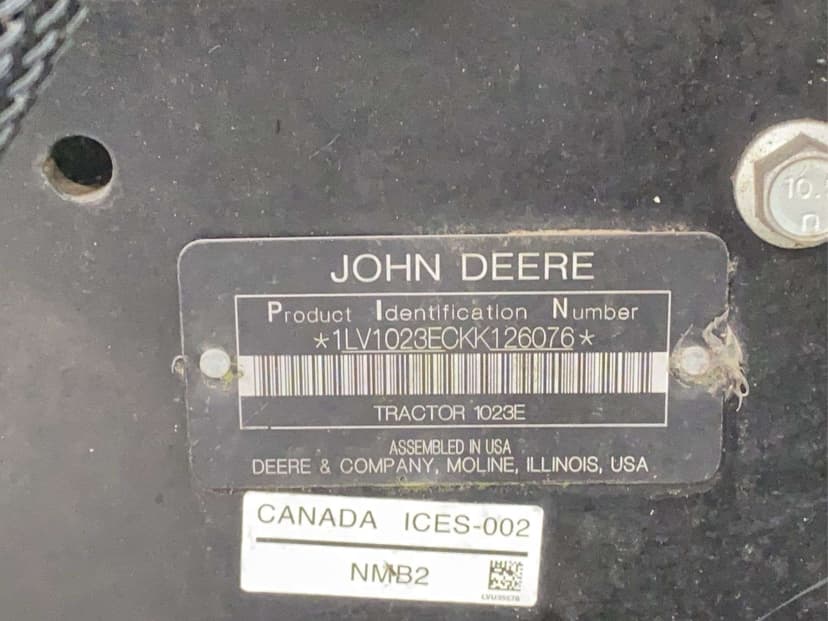 JOHN DEERE
Product Identification Number
*1LV1023ECKK126076*
TRACTOR 1023E
ASSEMBLED IN USA
DEERE & COMPANY, MOLINE, ILLINOIS, USA
CANADA ICES-002
NMB2
10.